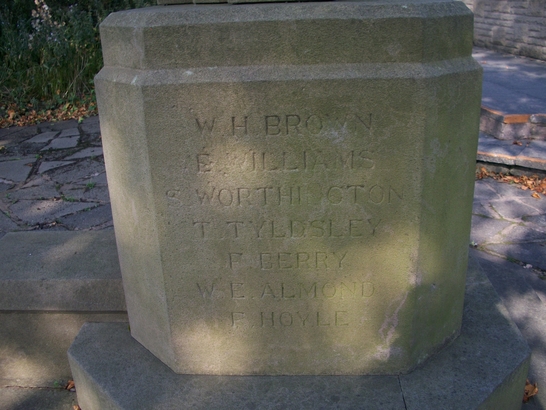 W. H. BROWN
E. WILLIAMS
S. WORTHINGTON
T. TYLDSLEY
F. BERRY
W. E. ALMOND
F. HOYLE